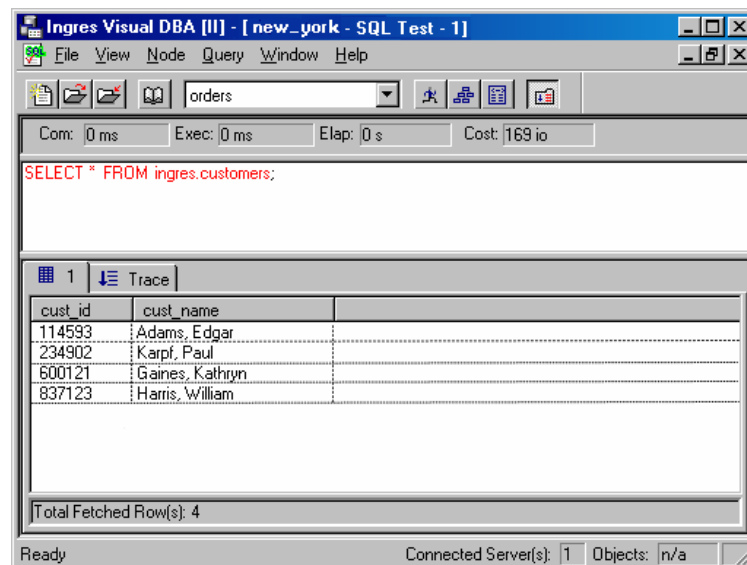 Ingres Visual DBA [II] - [ new_york - SQL Test - 1]
SQL File View Node Query Window Help
orders
Com: 0 ms Exec: 0 ms Elap: 0 s Cost: 169 io
SELECT * FROM ingres.customers;
1 Trace
cust_id cust_name
114593 Adams, Edgar
234902 Karpf, Paul
600121 Gaines, Kathryn
837123 Harris, William
Total Fetched Row(s): 4
Ready Connected Server(s): 1 Objects: n/a